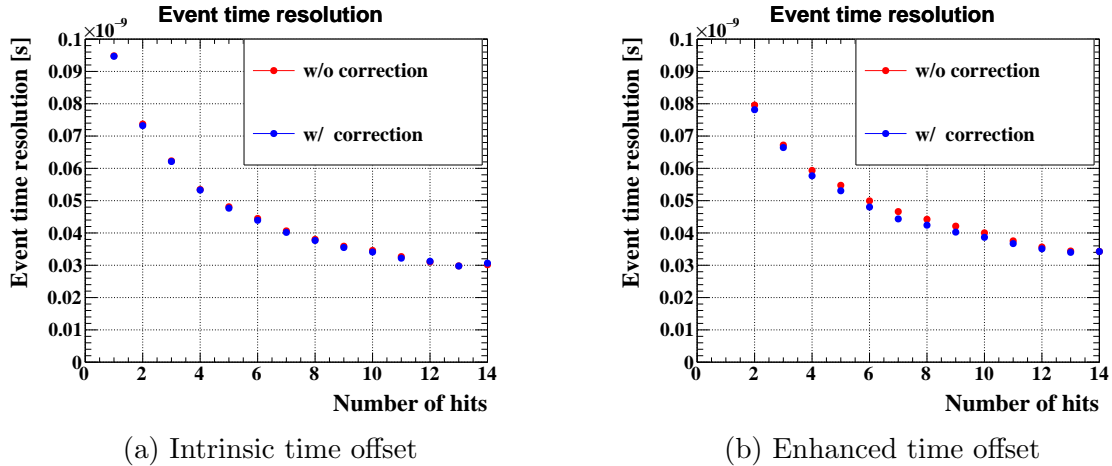 Event time resolution
×10⁻⁹
Event time resolution [s]
0.1
0.09
0.08
0.07
0.06
0.05
0.04
0.03
0.02
0.01
0
w/o correction
w/ correction
0 2 4 6 8 10 12 14
Number of hits
(a) Intrinsic time offset
Event time resolution
×10⁻⁹
Event time resolution [s]
0.1
0.09
0.08
0.07
0.06
0.05
0.04
0.03
0.02
0.01
0
w/o correction
w/ correction
0 2 4 6 8 10 12 14
Number of hits
(b) Enhanced time offset